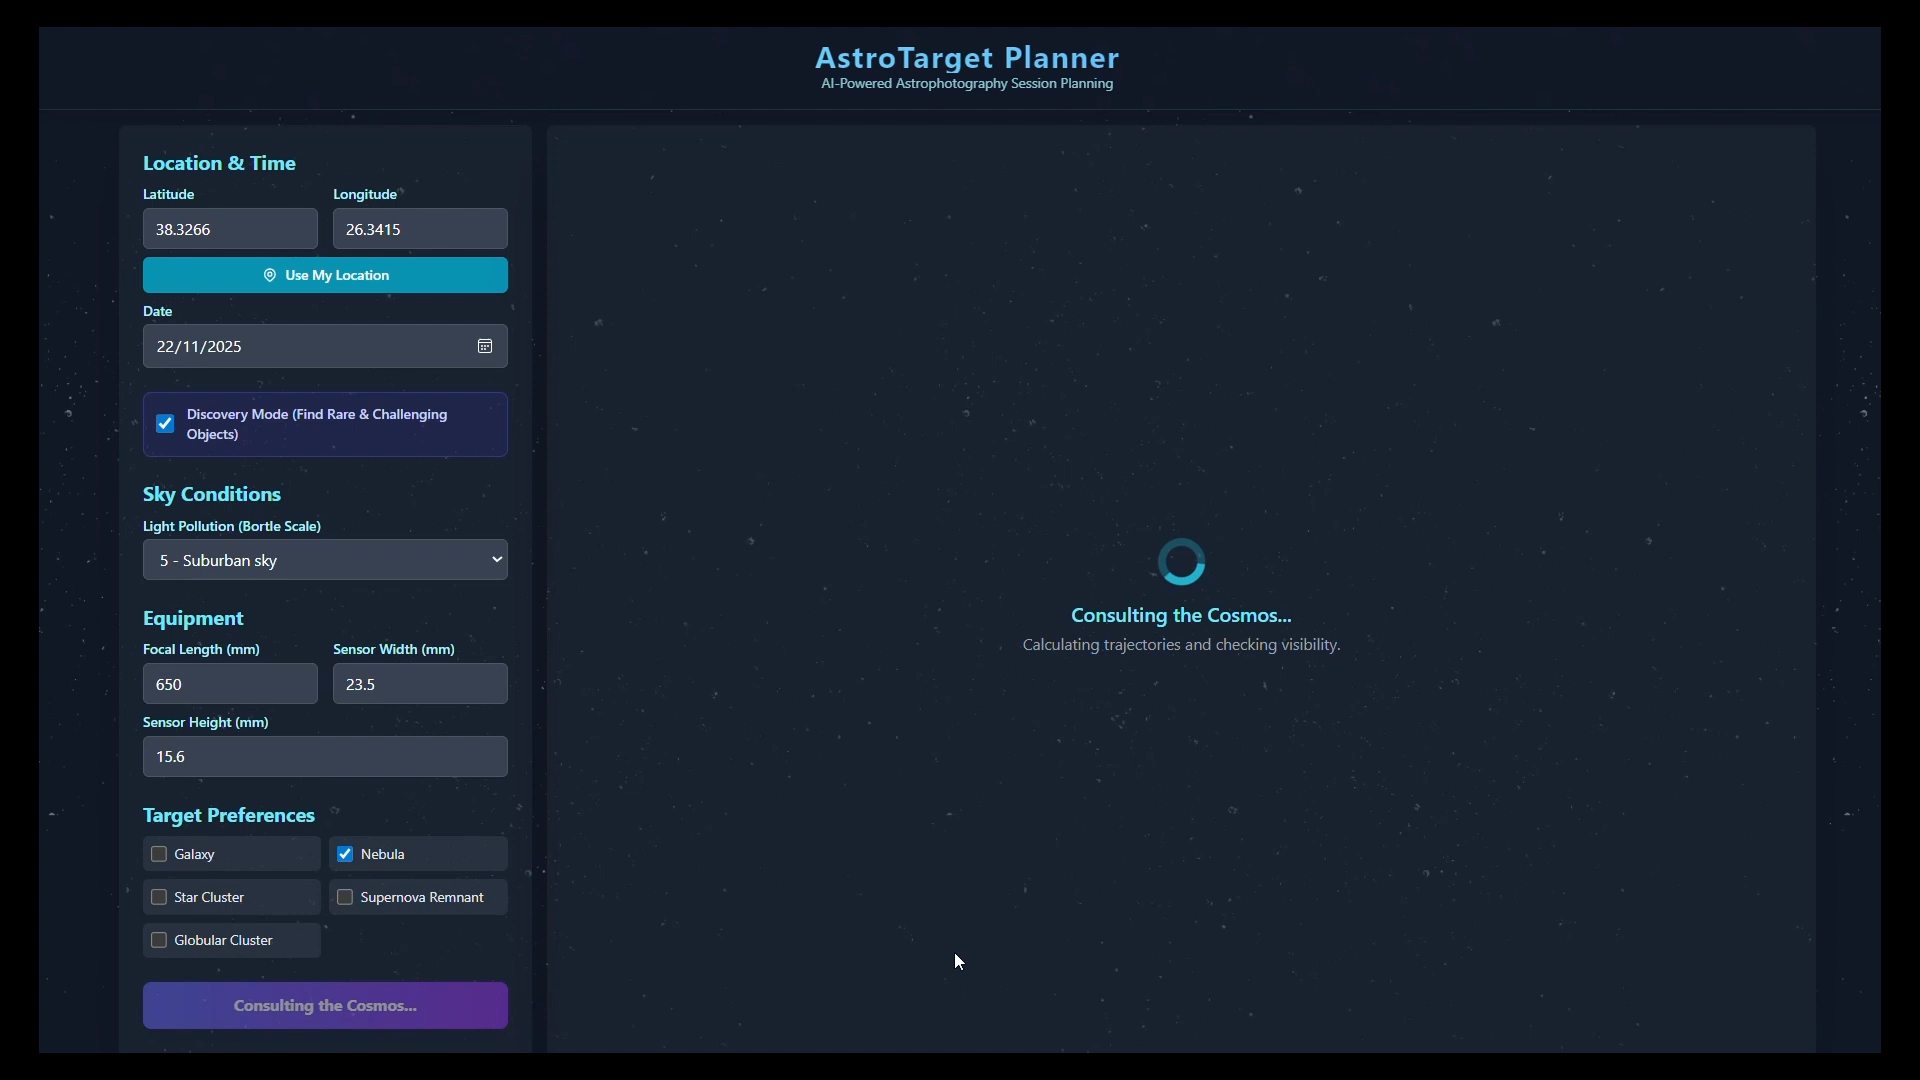 AstroTarget Planner
AI-Powered Astrophotography Session Planning
Location & Time
Latitude
Longitude
38.3266
26.3415
Use My Location
Date
22/11/2025
Discovery Mode (Find Rare & Challenging
Objects)
Sky Conditions
Light Pollution (Bortle Scale)
5 - Suburban sky
Equipment
Focal Length (mm)
Sensor Width (mm)
650
23.5
Sensor Height (mm)
15.6
Target Preferences
Galaxy
Nebula
Star Cluster
Supernova Remnant
Globular Cluster
Consulting the Cosmos...
Consulting the Cosmos...
Calculating trajectories and checking visibility.